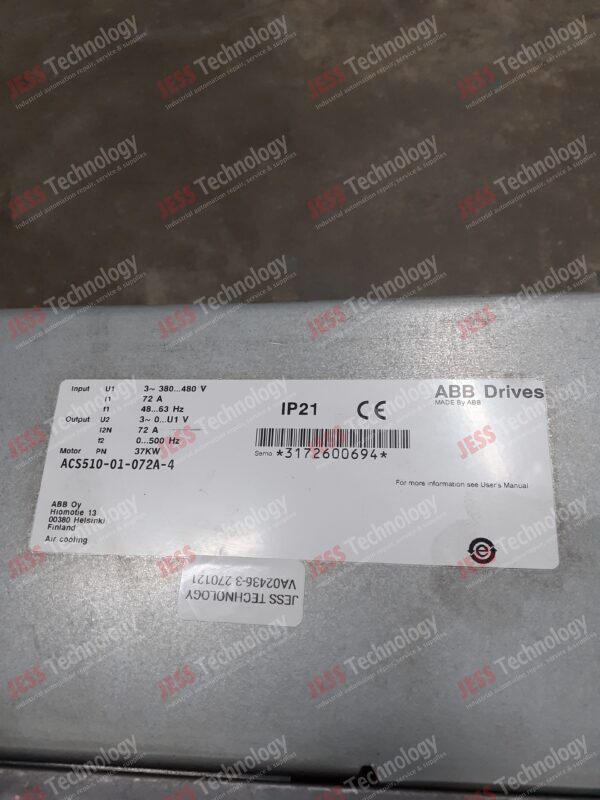 Input U1 3~ 380...480 V
I1 72 A
f1 48...63 Hz
Output U2 3~ 0...U1 V
I2N 72 A
f2 0...500 Hz
Motor PN 37KW
ACS510-01-072A-4
ABB Oy
Hiomotie 13
00380 Helsinki
Finland
Air cooling
IP21 CE
Serno *3172600694*
ABB Drives
MADE By ABB
For more information see User's Manual
JESS TECHNOLOGY
VA02436-3 270121
JESS Technology
Industrial automation repair, service & supplies